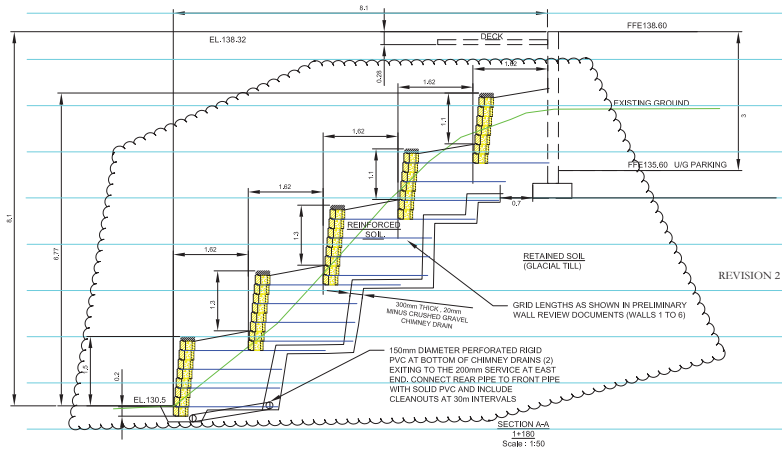 8.1
FFE138.60
EL.138.32
DECK
0.28
1.62
1.62
1.62
1.62
1.62
EXISTING GROUND
3
1.1
1.1
1.3
1.3
1.5
0.2
8.1
6.77
FFE135.60 U/G PARKING
0.7
REINFORCED
SOIL
RETAINED SOIL
(GLACIAL TILL)
REVISION 2
300mm THICK, 20mm
MINUS CRUSHED GRAVEL
CHIMNEY DRAIN
GRID LENGTHS AS SHOWN IN PRELIMINARY
WALL REVIEW DOCUMENTS (WALLS 1 TO 6)
150mm DIAMETER PERFORATED RIGID
PVC AT BOTTOM OF CHIMNEY DRAINS (2)
EXITING TO THE 200mm SERVICE AT EAST
END. CONNECT REAR PIPE TO FRONT PIPE
WITH SOLID PVC AND INCLUDE
CLEANOUTS AT 30m INTERVALS
EL.130.5
SECTION A-A
1+180
Scale : 1:50